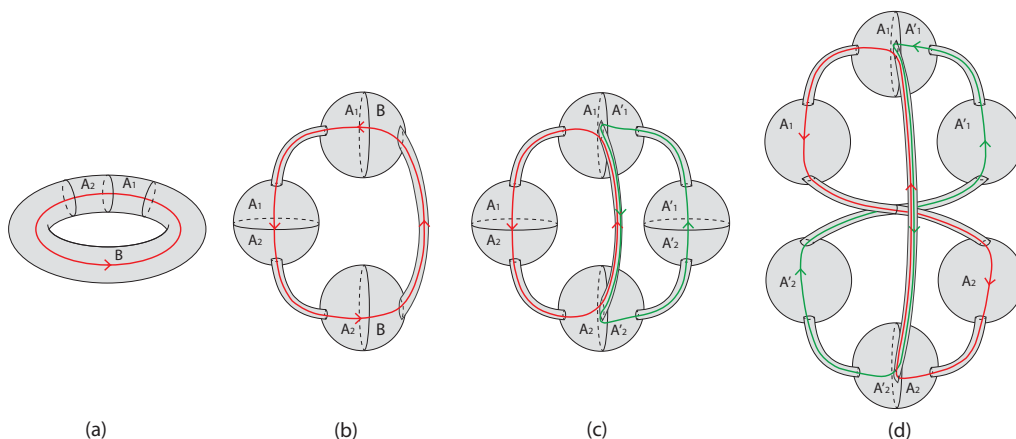 A₂ A₁
B
(a)
A₁ B
A₁
A₂
A₂ B
(b)
A₁ A'₁
A₁ A'₁
A₂ A'₂
A₂ A'₂
(c)
A₁ A'₁
A₁ A'₁
A'₂ A₂
A'₂ A₂
(d)